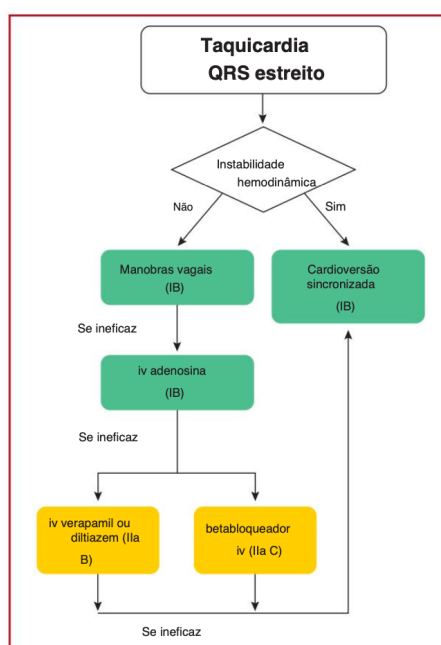 Taquicardia
QRS estreito
Instabilidade
hemodinâmica
Não
Sim
Manobras vagais
(IB)
Cardioversão
sincronizada
(IB)
Se ineficaz
iv adenosina
(IB)
Se ineficaz
iv verapamil ou
diltiazem (IIa
B)
betabloqueador
iv (IIa C)
Se ineficaz